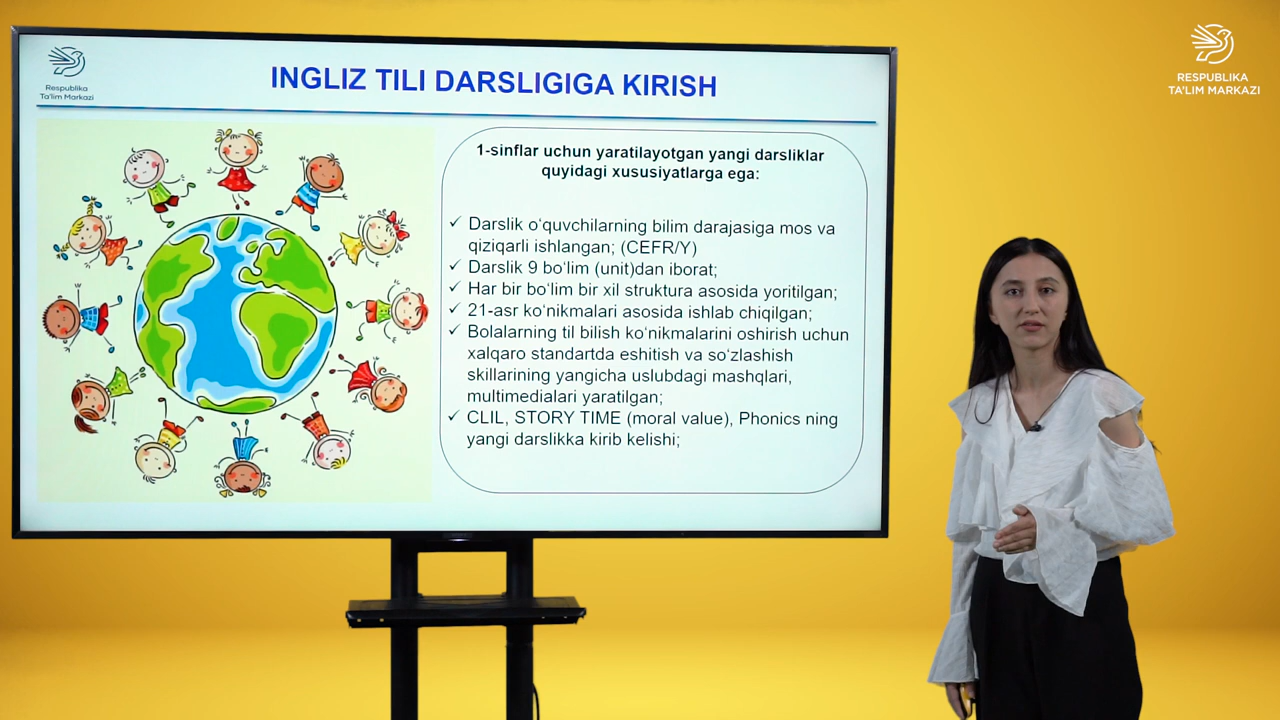 Respublika
Ta'lim Markazi
INGLIZ TILI DARSLIGIGA KIRISH
RESPUBLIKA
TA'LIM MARKAZI
1-sinflar uchun yaratilayotgan yangi darsliklar
quyidagi xususiyatlarga ega:
✓ Darslik o‘quvchilarning bilim darajasiga mos va
qiziqarli ishlangan; (CEFR/Y)
✓ Darslik 9 bo‘lim (unit)dan iborat;
✓ Har bir bo‘lim bir xil struktura asosida yoritilgan;
✓ 21-asr ko‘nikmalari asosida ishlab chiqilgan;
✓ Bolalarning til bilish ko‘nikmalarini oshirish uchun
xalqaro standartda eshitish va so‘zlashish
skillarining yangicha uslubdagi mashqlari,
multimedialari yaratilgan;
✓ CLIL, STORY TIME (moral value), Phonics ning
yangi darslikka kirib kelishi;